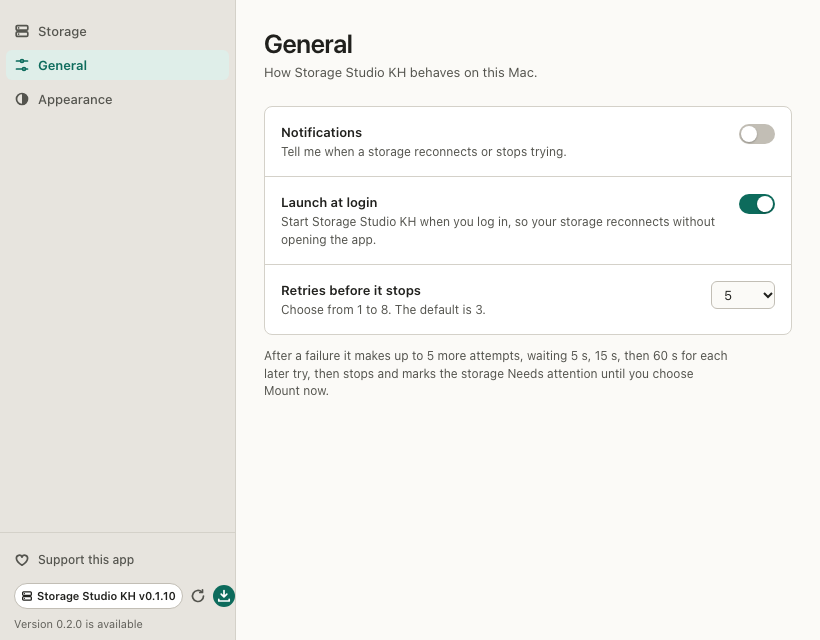 Storage
General
Appearance
Support this app
Storage Studio KH v0.1.10
Version 0.2.0 is available
General
How Storage Studio KH behaves on this Mac.
Notifications
Tell me when a storage reconnects or stops trying.
Launch at login
Start Storage Studio KH when you log in, so your storage reconnects without
opening the app.
Retries before it stops
Choose from 1 to 8. The default is 3.
5
After a failure it makes up to 5 more attempts, waiting 5 s, 15 s, then 60 s for each
later try, then stops and marks the storage Needs attention until you choose
Mount now.